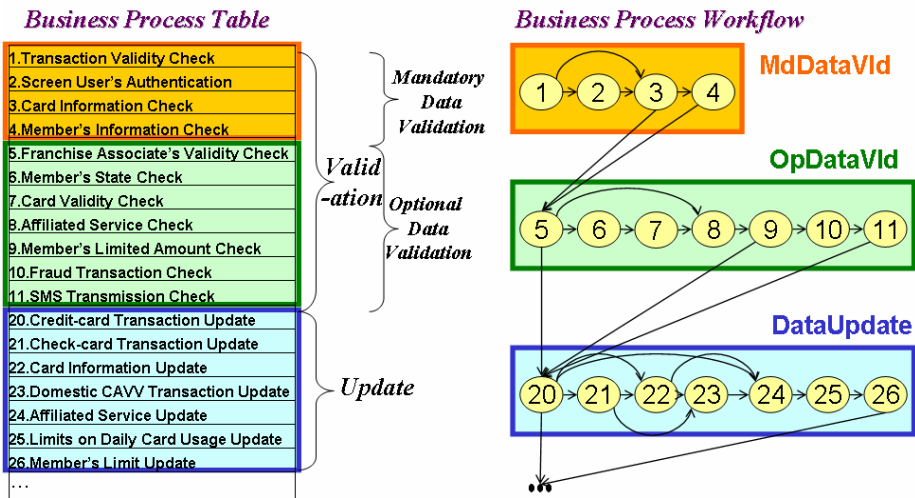 Business Process Table
1.Transaction Validity Check
2.Screen User's Authentication
3.Card Information Check
4.Member's Information Check
5.Franchise Associate's Validity Check
6.Member's State Check
7.Card Validity Check
8.Affiliated Service Check
9.Member's Limited Amount Check
10.Fraud Transaction Check
11.SMS Transmission Check
20.Credit-card Transaction Update
21.Check-card Transaction Update
22.Card Information Update
23.Domestic CAVV Transaction Update
24.Affiliated Service Update
25.Limits on Daily Card Usage Update
26.Member's Limit Update
...
Valid
-ation
Mandatory
Data
Validation
Optional
Data
Validation
Update
Business Process Workflow
MdDataVld
1 2 3 4
OpDataVld
5 6 7 8 9 10 11
DataUpdate
20 21 22 23 24 25 26
...